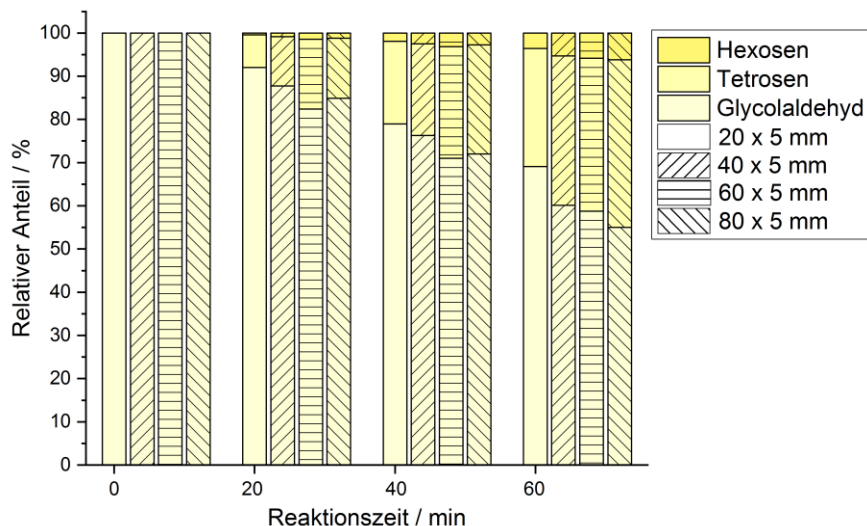 Relativer Anteil / %
100
90
80
70
60
50
40
30
20
10
0
0 20 40 60
Reaktionszeit / min
Hexosen
Tetrosen
Glycolaldehyd
20 x 5 mm
40 x 5 mm
60 x 5 mm
80 x 5 mm